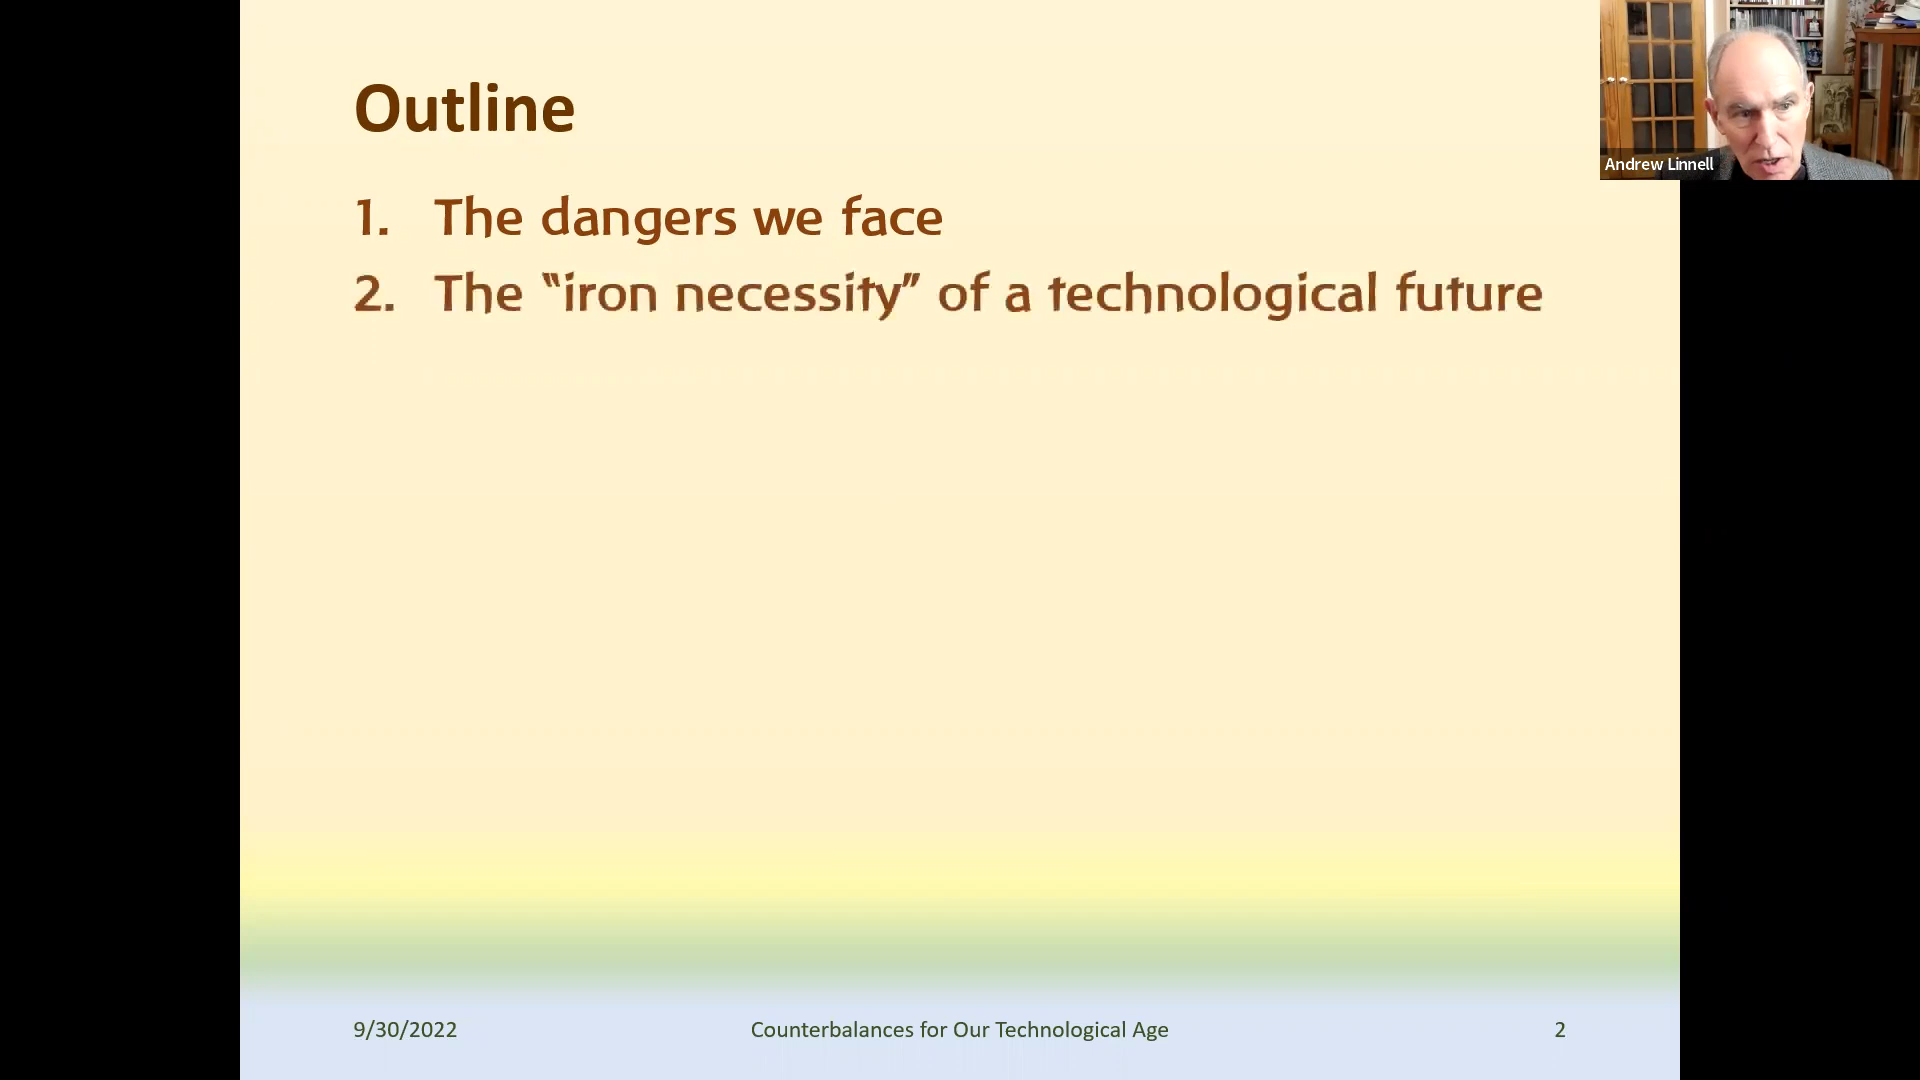 Outline
1. The dangers we face
2. The “iron necessity” of a technological future
Andrew Linnell
9/30/2022
Counterbalances for Our Technological Age
2